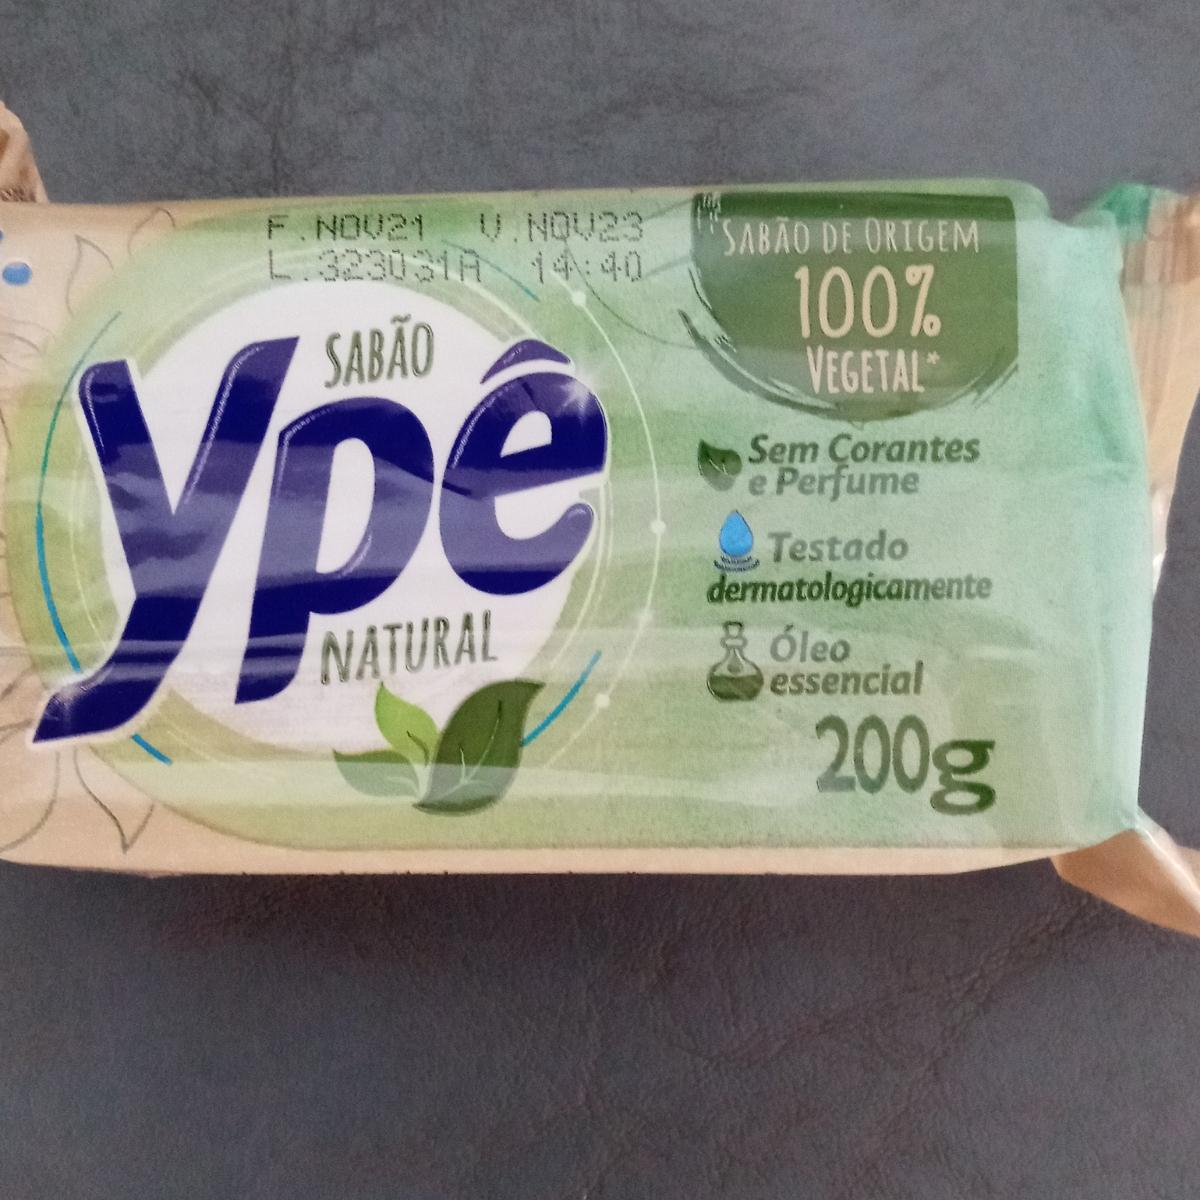 F.NOV21 V.NOV23
L.323031A 14:40
SABÃO
Ypê
NATURAL
SABÃO DE ORIGEM
100%
VEGETAL*
Sem Corantes
e Perfume
Testado
dermatologicamente
Óleo
essencial
200g